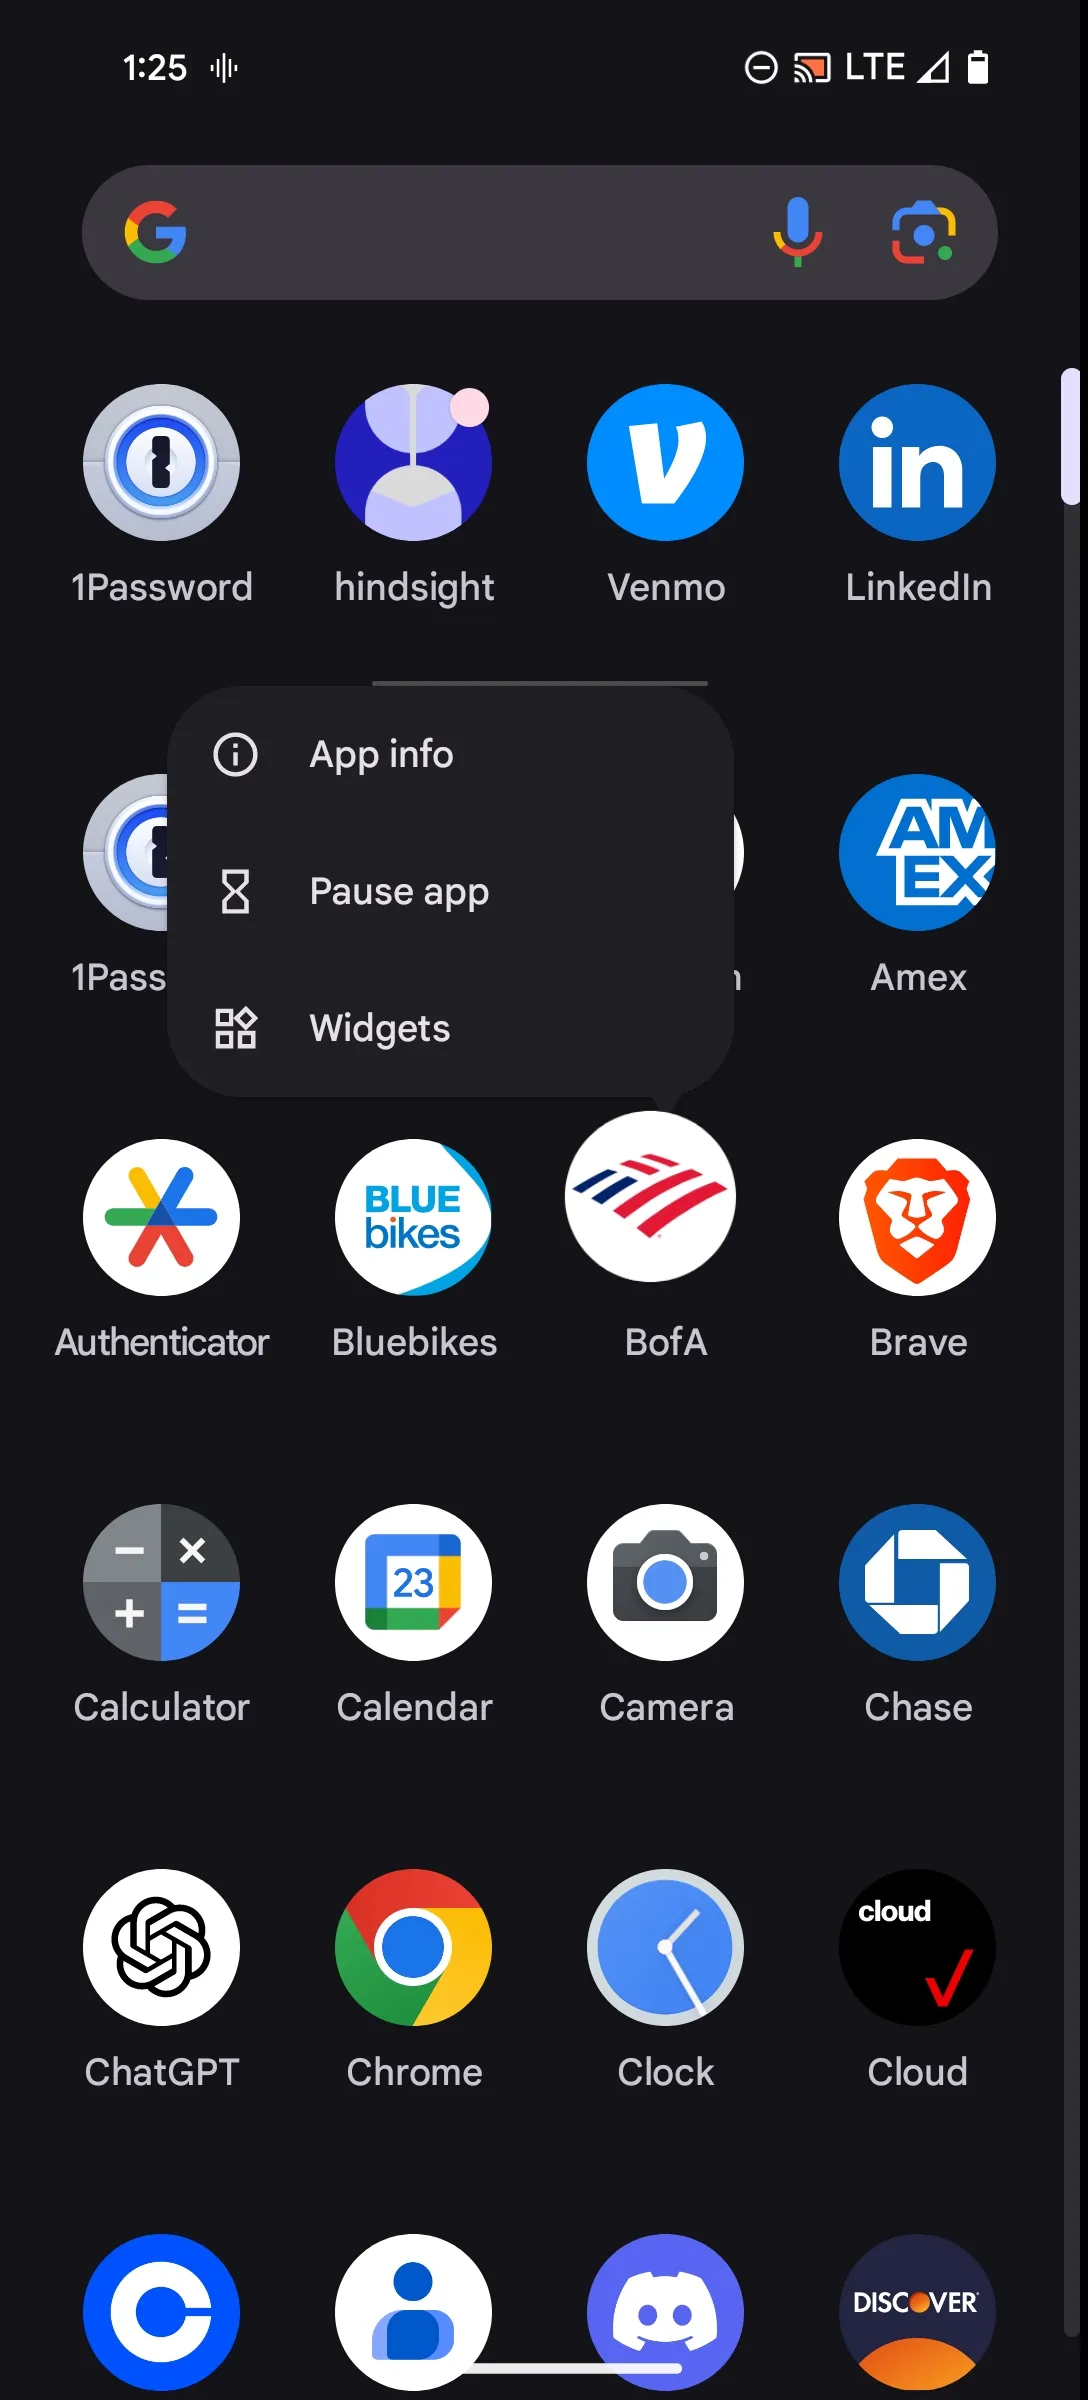 1:25 LTE
1Password hindsight Venmo LinkedIn
App info
Pause app
Widgets
AM
EX
1Pass n Amex
BLUE
bikes
Authenticator Bluebikes BofA Brave
23
Calculator Calendar Camera Chase
cloud
ChatGPT Chrome Clock Cloud
DISCOVER